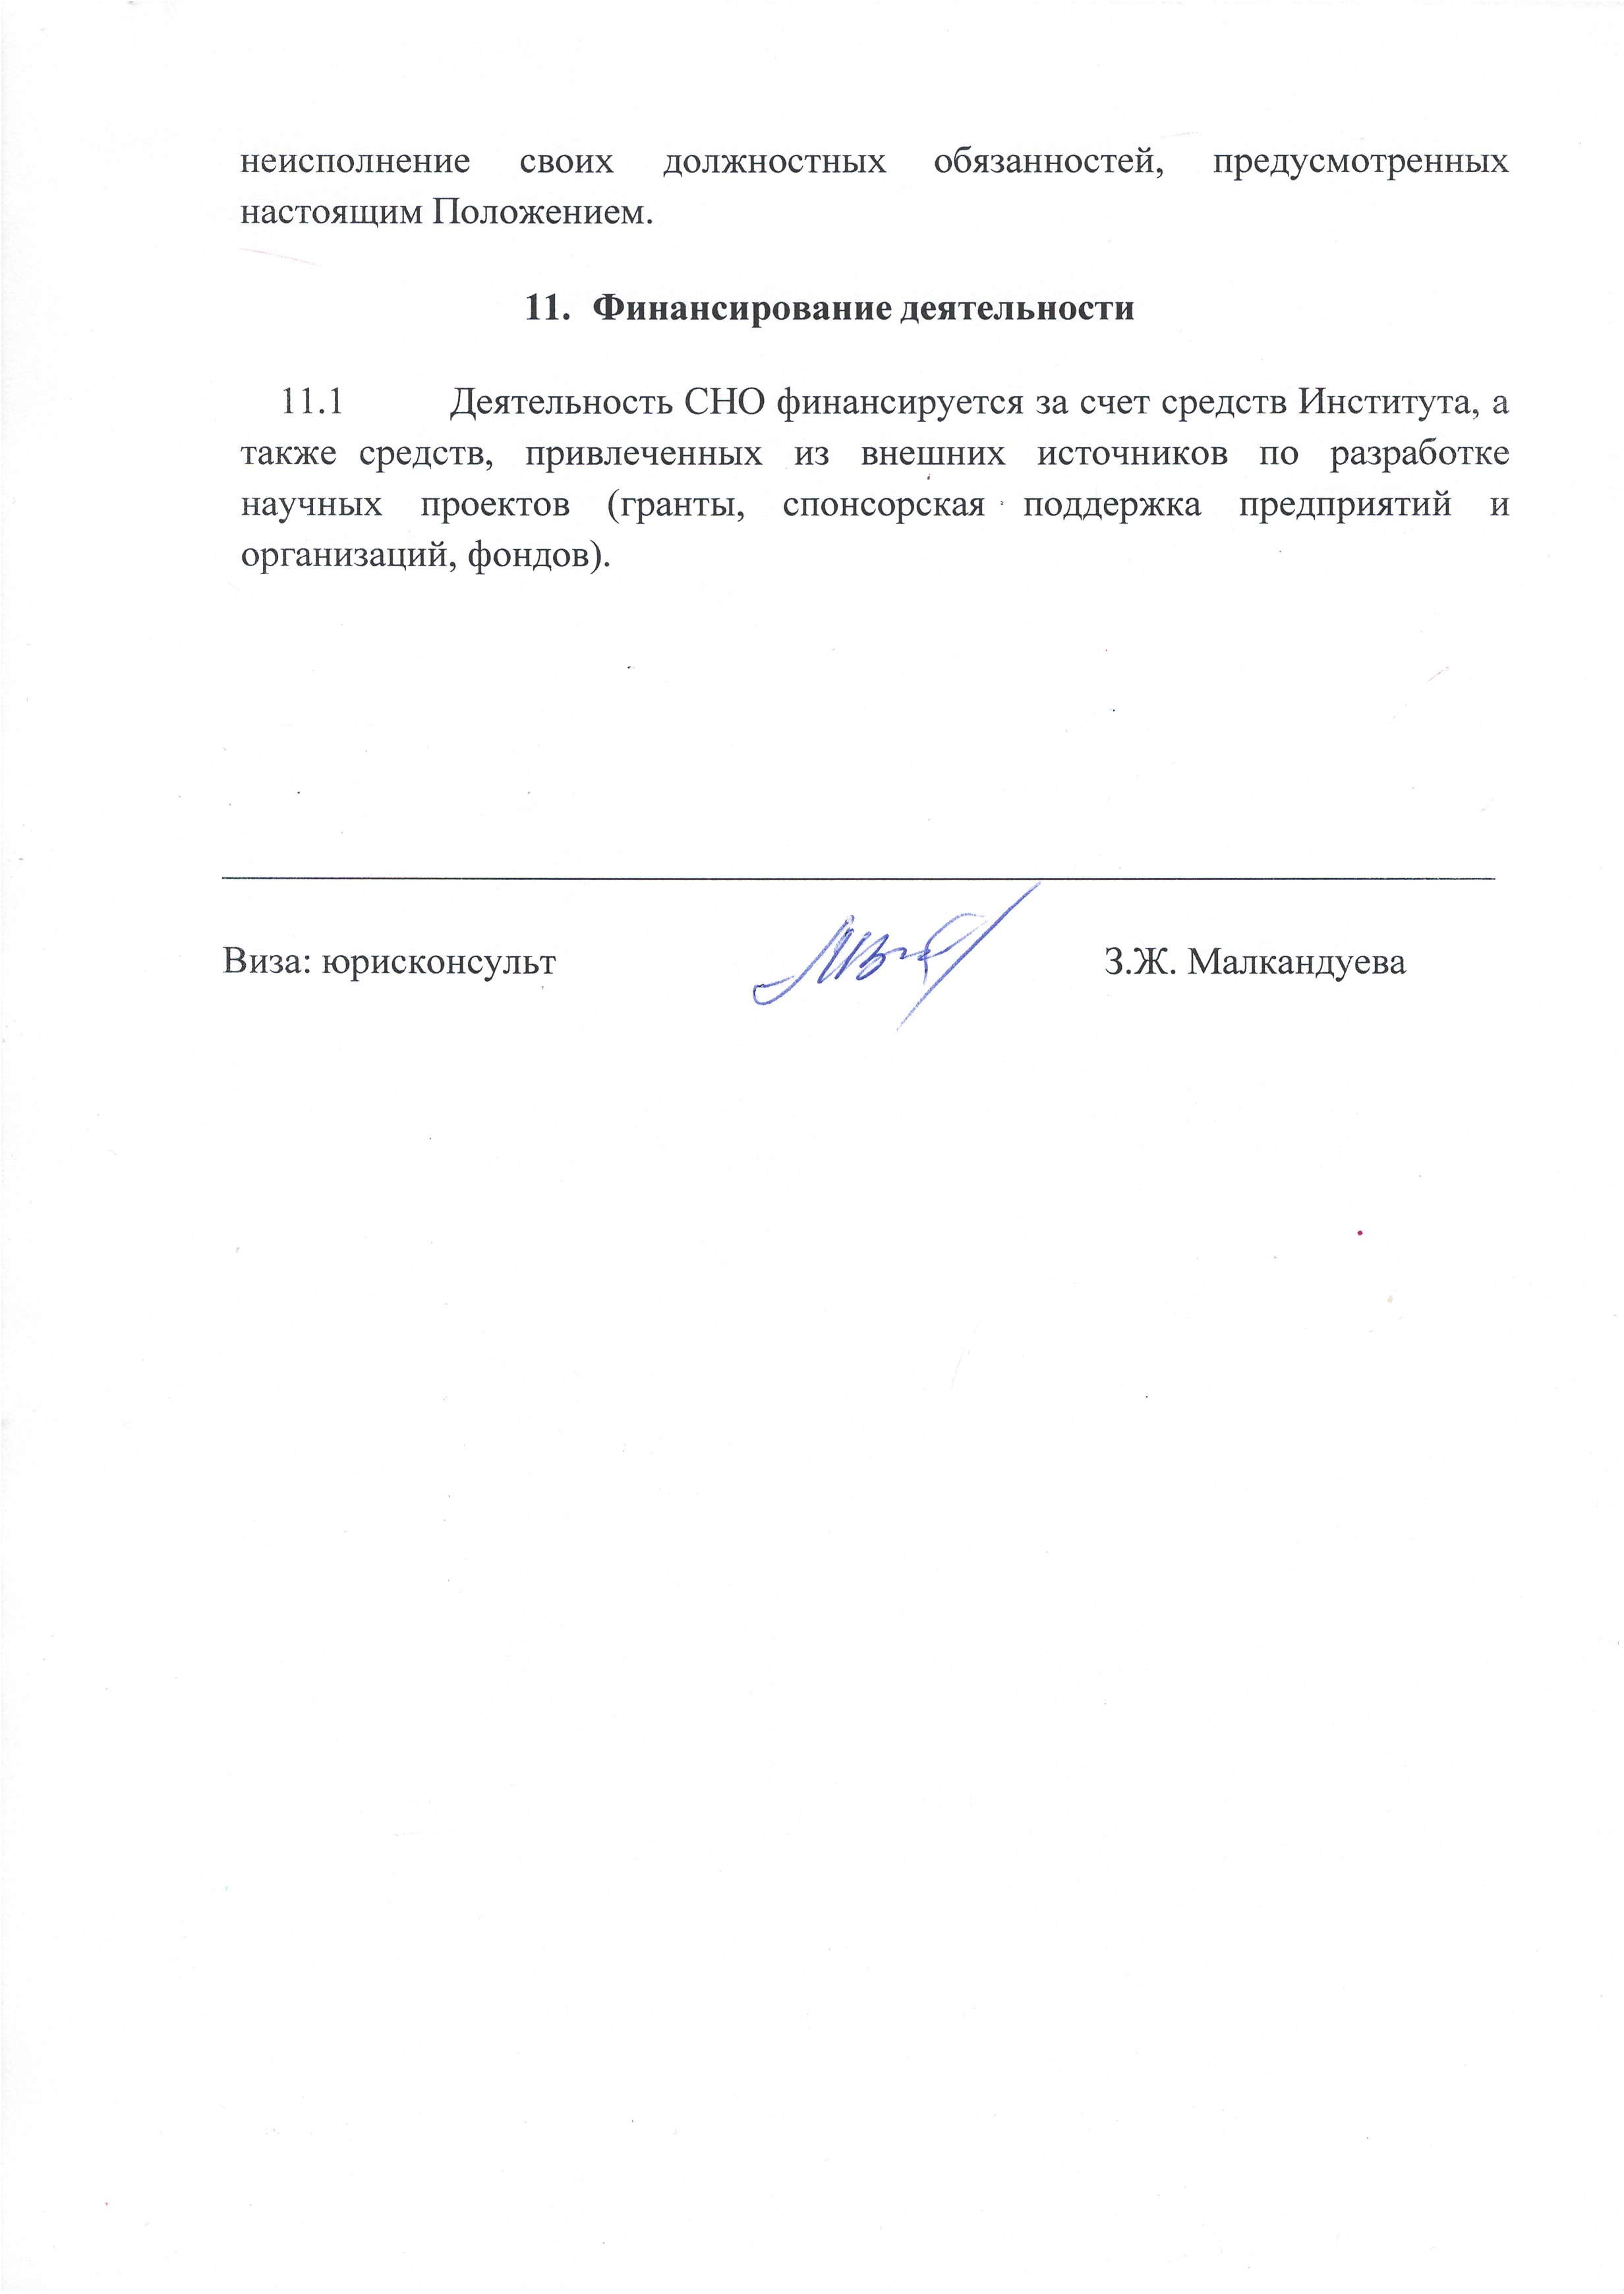 неисполнение своих должностных обязанностей, предусмотренных
настоящим Положением.
11. Финансирование деятельности
11.1 Деятельность СНО финансируется за счет средств Института, а
также средств, привлеченных из внешних источников по разработке
научных проектов (гранты, спонсорская поддержка предприятий и
организаций, фондов).
Виза: юрисконсульт З.Ж. Малкандуева